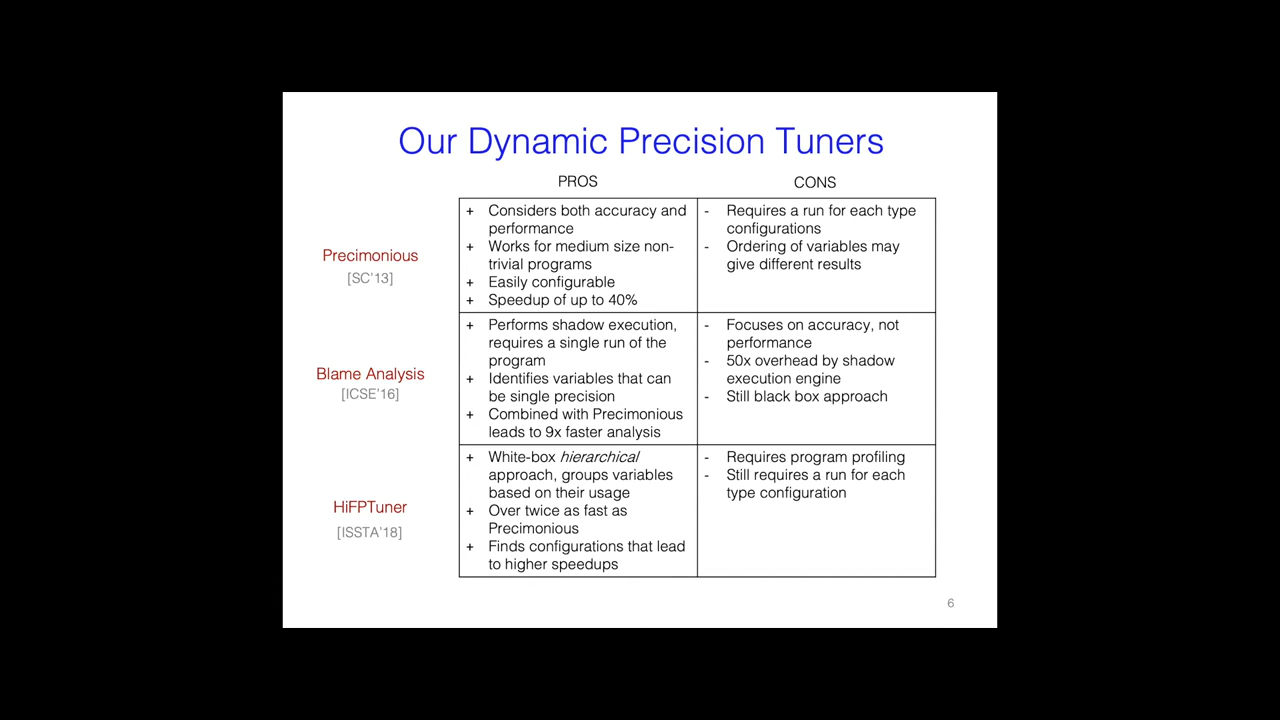 Our Dynamic Precision Tuners
PROS
CONS
Precimonious
[SC'13]
+ Considers both accuracy and
performance
+ Works for medium size non-
trivial programs
+ Easily configurable
+ Speedup of up to 40%
- Requires a run for each type
configurations
- Ordering of variables may
give different results
Blame Analysis
[ICSE'16]
+ Performs shadow execution,
requires a single run of the
program
+ Identifies variables that can
be single precision
+ Combined with Precimonious
leads to 9x faster analysis
- Focuses on accuracy, not
performance
- 50x overhead by shadow
execution engine
- Still black box approach
HiFPTuner
[ISSTA'18]
+ White-box hierarchical
approach, groups variables
based on their usage
+ Over twice as fast as
Precimonious
+ Finds configurations that lead
to higher speedups
- Requires program profiling
- Still requires a run for each
type configuration
6